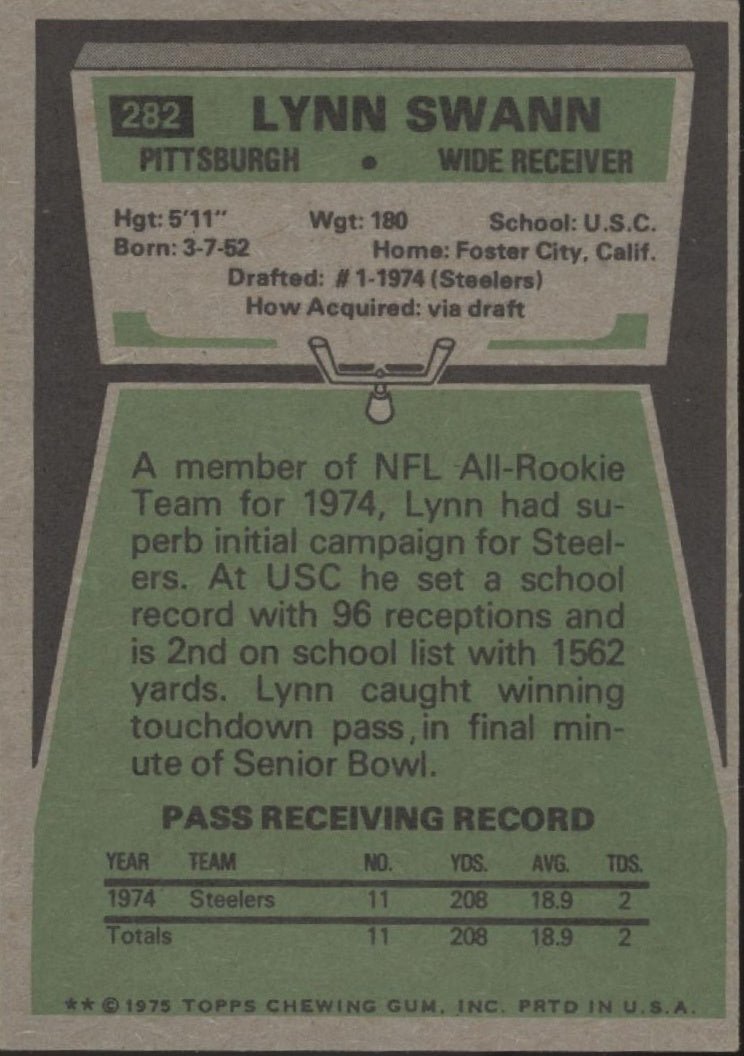 282 LYNN SWANN
PITTSBURGH • WIDE RECEIVER
Hgt: 5'11" Wgt: 180 School: U.S.C.
Born: 3-7-52 Home: Foster City, Calif.
Drafted: #1-1974 (Steelers)
How Acquired: via draft
A member of NFL All-Rookie
Team for 1974, Lynn had su-
perb initial campaign for Steel-
ers. At USC he set a school
record with 96 receptions and
is 2nd on school list with 1562
yards. Lynn caught winning
touchdown pass, in final min-
ute of Senior Bowl.
PASS RECEIVING RECORD
YEAR TEAM NO. YDS. AVG. TDS.
1974 Steelers 11 208 18.9 2
Totals 11 208 18.9 2
** © 1975 TOPPS CHEWING GUM, INC. PRTD IN U.S.A.